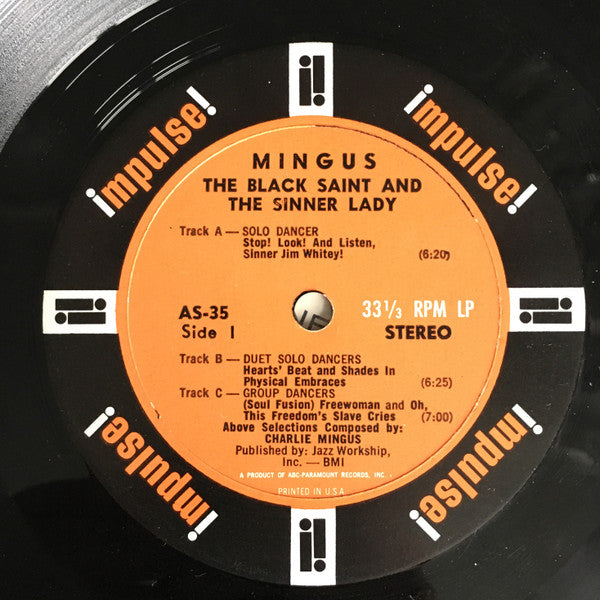 impulse!
impulse!
MINGUS
THE BLACK SAINT AND
THE SINNER LADY
Track A — SOLO DANCER
Stop! Look! And Listen,
Sinner Jim Whitey! (6:20)
AS-35 33 1/3 RPM LP
Side I STEREO
Track B — DUET SOLO DANCERS
Hearts' Beat and Shades In
Physical Embraces (6:25)
Track C — GROUP DANCERS
(Soul Fusion) Freewoman and Oh,
This Freedom's Slave Cries (7:00)
Above Selections Composed by:
CHARLIE MINGUS
Published by: Jazz Workship,
Inc. — BMI
A PRODUCT OF ABC-PARAMOUNT RECORDS, INC.
PRINTED IN U.S.A.
impulse!
impulse!